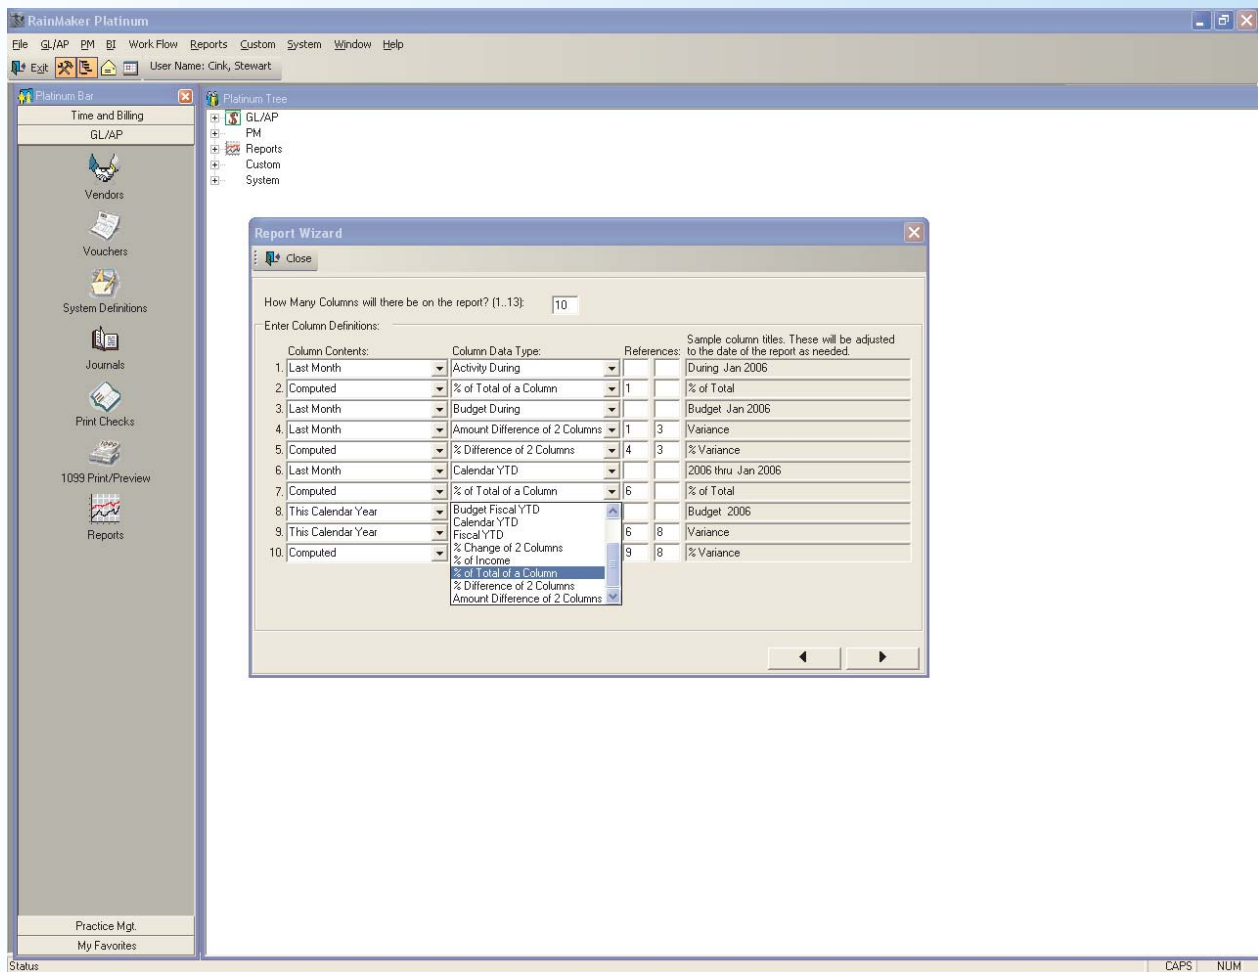 RainMaker Platinum
File GL/AP PM BI Work Flow Reports Custom System Window Help
Exit User Name: Cink, Stewart
Platinum Bar
Time and Billing
GL/AP
Vendors
Vouchers
System Definitions
Journals
Print Checks
1099 Print/Preview
Reports
Practice Mgt.
My Favorites
Platinum Tree
GL/AP
PM
Reports
Custom
System
Report Wizard
Close
How Many Columns will there be on the report? (1..13): 10
Enter Column Definitions:
Sample column titles. These will be adjusted
Column Contents: Column Data Type: References: to the date of the report as needed.
1. Last Month Activity During During Jan 2006
2. Computed % of Total of a Column 1 % of Total
3. Last Month Budget During Budget Jan 2006
4. Last Month Amount Difference of 2 Columns 1 3 Variance
5. Computed % Difference of 2 Columns 4 3 % Variance
6. Last Month Calendar YTD 2006 thru Jan 2006
7. Computed % of Total of a Column 6 % of Total
8. This Calendar Year Budget 2006
9. This Calendar Year 6 8 Variance
10. Computed 9 8 % Variance
Budget Fiscal YTD
Calendar YTD
Fiscal YTD
% Change of 2 Columns
% of Income
% of Total of a Column
% Difference of 2 Columns
Amount Difference of 2 Columns
Status CAPS NUM